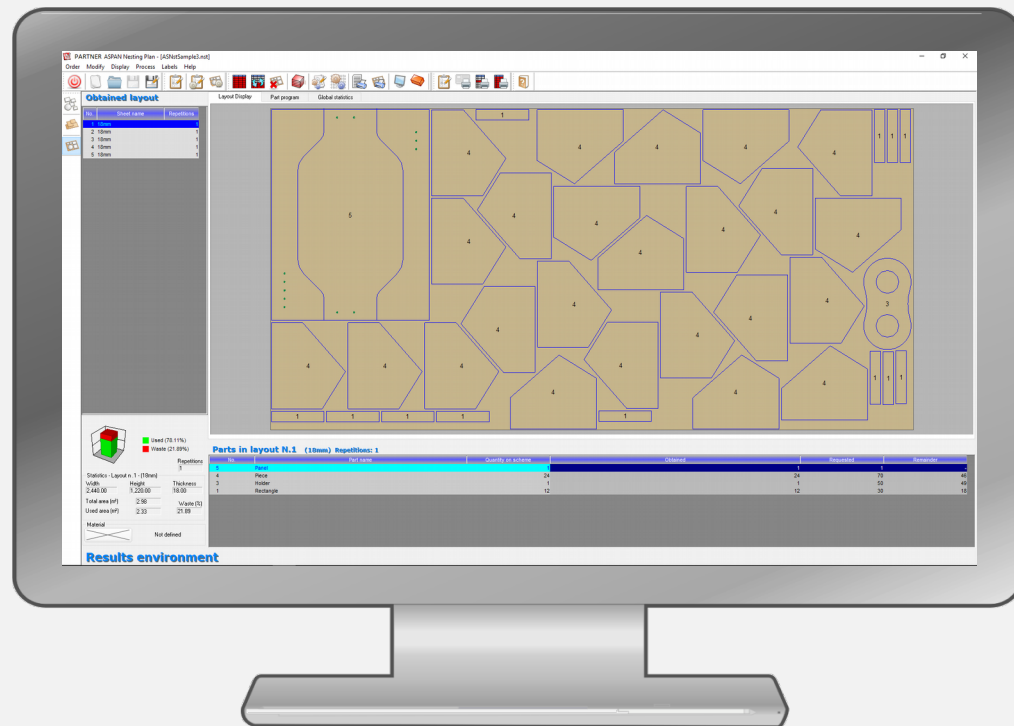 PARTNER ASPAN Nesting Plan - [ASNstSample3.nst]
Order Modify Display Process Labels Help
Obtained layout
No. Sheet name Repetitions
1 18mm 1
2 18mm 1
3 18mm 1
4 18mm 1
5 18mm 1
Layout Display Part program Global statistics
1
4 4 4 4 4 1 1 1
5 4 4 4 4 4
4 4
4 4 4 4 3
4 4 4 4 4
4 4 4 1 1 1
1 1 1 1 1
Used (78.11%)
Waste (21.89%)
Repetitions
1
Statistics - Layout n. 1 - (18mm)
Width Height Thickness
2,440.00 1,220.00 18.00
Total area (m²) 2.98 Waste (%)
Used area (m²) 2.33 21.89
Material
Not defined
Parts in layout N.1 (18mm) Repetitions: 1
No. Part name Quantity on scheme Obtained Requested Remainder
5 Panel 1 1 1 -
4 Piece 24 24 70 46
3 Holder 1 1 50 49
1 Rectangle 12 12 30 18
Results environment